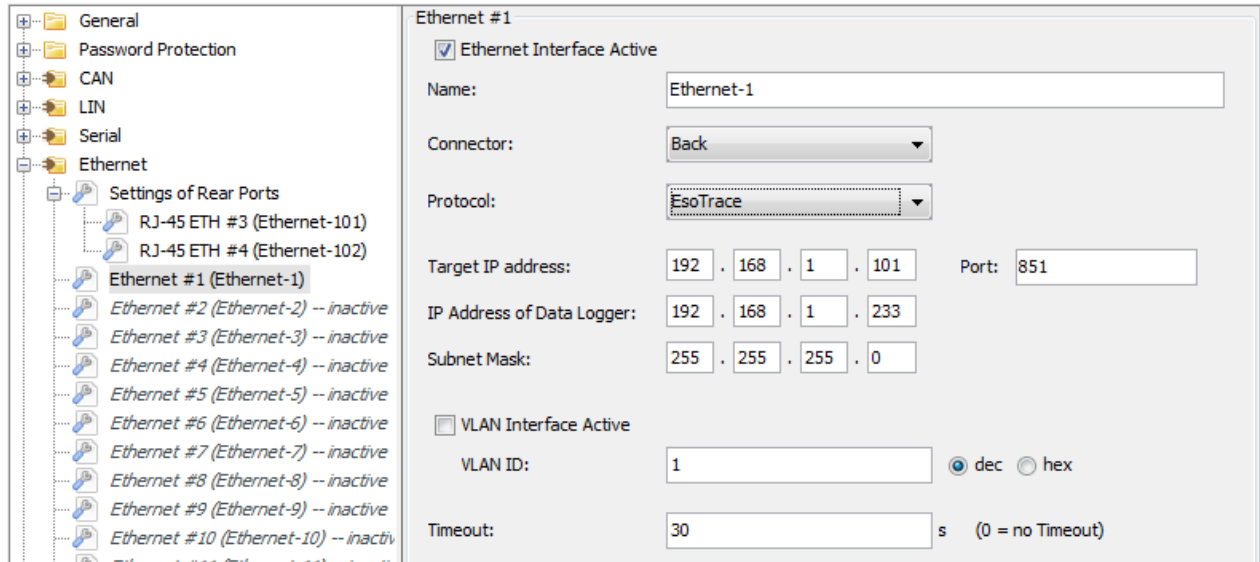 General
Password Protection
CAN
LIN
Serial
Ethernet
Settings of Rear Ports
RJ-45 ETH #3 (Ethernet-101)
RJ-45 ETH #4 (Ethernet-102)
Ethernet #1 (Ethernet-1)
Ethernet #2 (Ethernet-2) -- inactive
Ethernet #3 (Ethernet-3) -- inactive
Ethernet #4 (Ethernet-4) -- inactive
Ethernet #5 (Ethernet-5) -- inactive
Ethernet #6 (Ethernet-6) -- inactive
Ethernet #7 (Ethernet-7) -- inactive
Ethernet #8 (Ethernet-8) -- inactive
Ethernet #9 (Ethernet-9) -- inactive
Ethernet #10 (Ethernet-10) -- inactiv
Ethernet #1
Ethernet Interface Active
Name: Ethernet-1
Connector: Back
Protocol: EsoTrace
Target IP address: 192 . 168 . 1 . 101 Port: 851
IP Address of Data Logger: 192 . 168 . 1 . 233
Subnet Mask: 255 . 255 . 255 . 0
VLAN Interface Active
VLAN ID: 1 dec hex
Timeout: 30 s (0 = no Timeout)